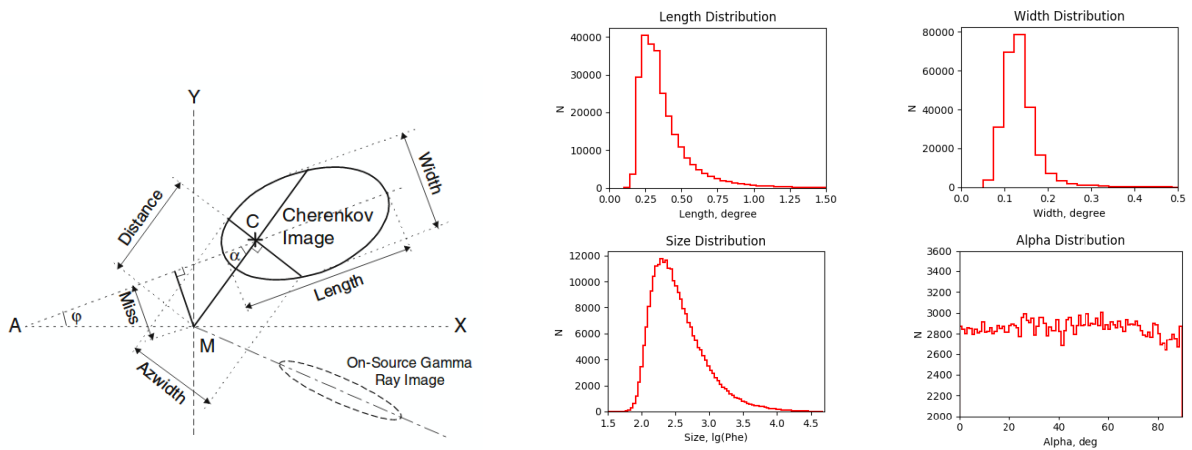 Y
Width
Distance
C
Cherenkov
Image
α
Length
Miss
A
φ
X
M
Azwidth
On-Source Gamma
Ray Image
Length Distribution
40000
30000
20000
10000
0
N
0.00 0.25 0.50 0.75 1.00 1.25 1.50
Length, degree
Width Distribution
80000
60000
40000
20000
0
N
0.0 0.1 0.2 0.3 0.4 0.5
Width, degree
Size Distribution
12000
10000
8000
6000
4000
2000
0
N
1.5 2.0 2.5 3.0 3.5 4.0 4.5
Size, lg(Phe)
Alpha Distribution
3600
3400
3200
3000
2800
2600
2400
2200
2000
N
0 20 40 60 80
Alpha, deg